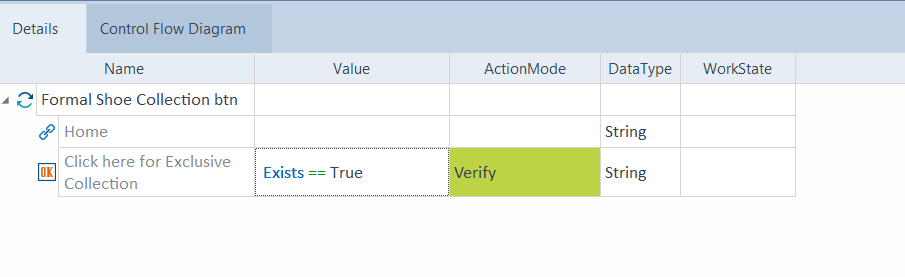 Details Control Flow Diagram
Name Value ActionMode DataType WorkState
Formal Shoe Collection btn
Home String
Click here for Exclusive
Collection
OK Exists == True Verify String